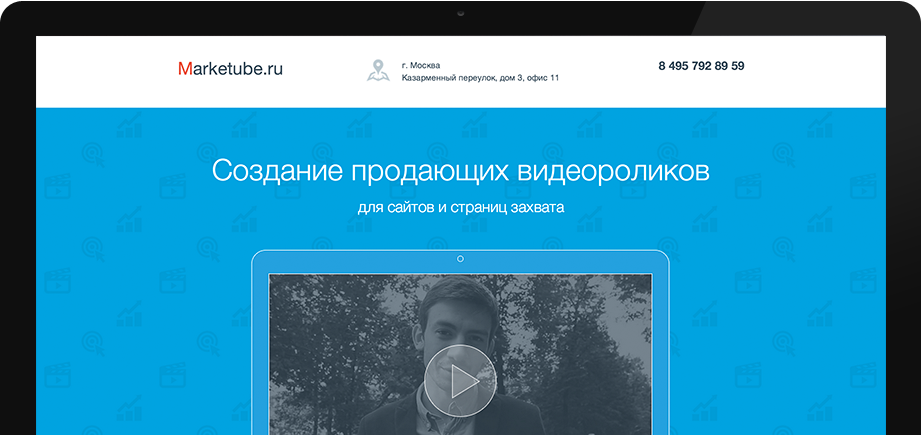 Marketube.ru
г. Москва
Казарменный переулок, дом 3, офис 11
8 495 792 89 59
Создание продающих видеороликов
для сайтов и страниц захвата